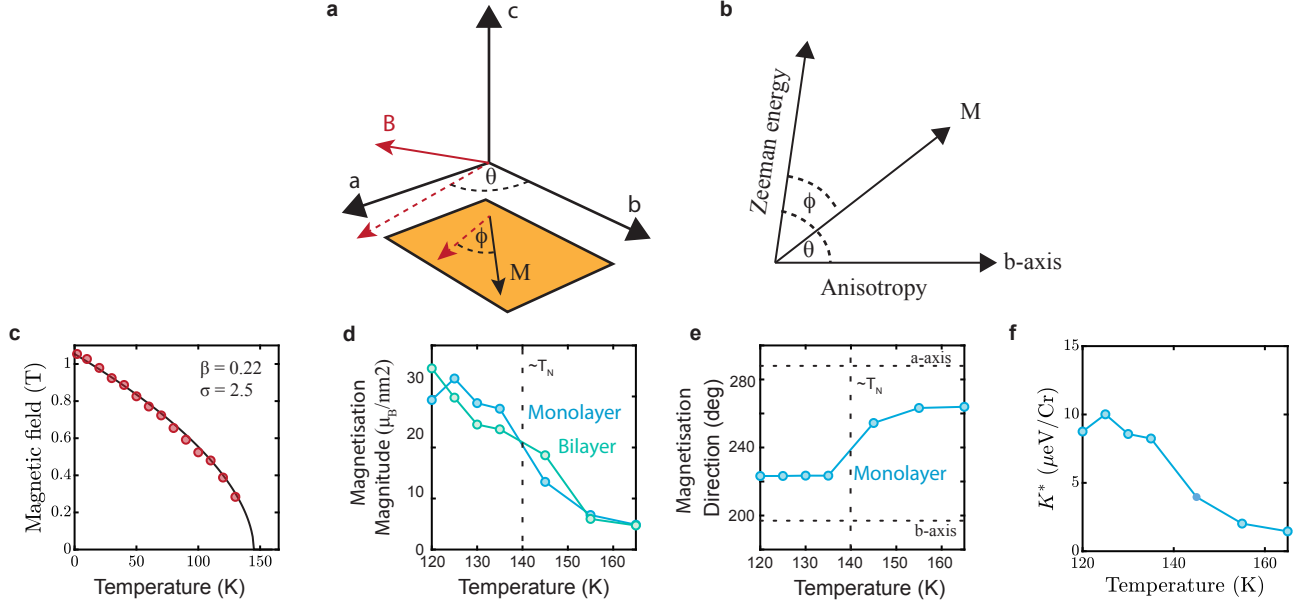 a
c
B
a
θ
b
ϕ
M
b
Zeeman energy
M
ϕ
θ
b-axis
Anisotropy
c
Magnetic field (T)
1
0.8
0.6
0.4
0.2
0
β = 0.22
σ = 2.5
0
50
100
150
Temperature (K)
d
Magnetisation
Magnitude (μB/nm2)
30
20
10
0
~TN
Monolayer
Bilayer
120 130 140 150 160
Temperature (K)
e
Magnetisation
Direction (deg)
280
240
200
a-axis
~TN
Monolayer
b-axis
120 130 140 150 160
Temperature (K)
f
K* (μeV/Cr)
15
10
5
0
120
140
160
Temperature (K)